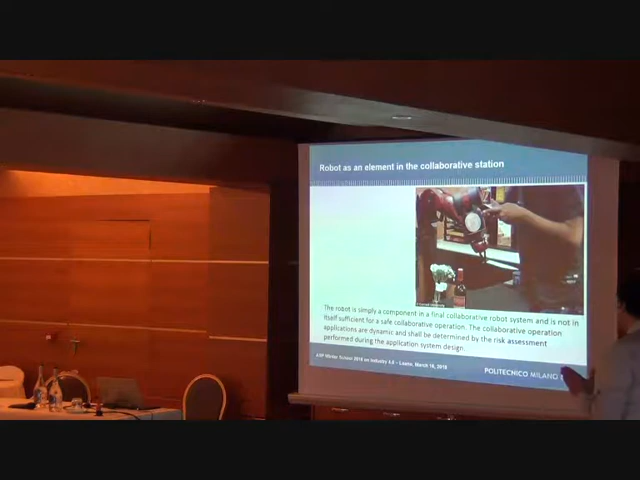 Robot as an element in the collaborative station
The robot is simply a component in a final collaborative robot system and is not in
itself sufficient for a safe collaborative operation. The collaborative operation
applications are dynamic and shall be determined by the risk assessment
performed during the application system design.
POLITECNICO MILANO